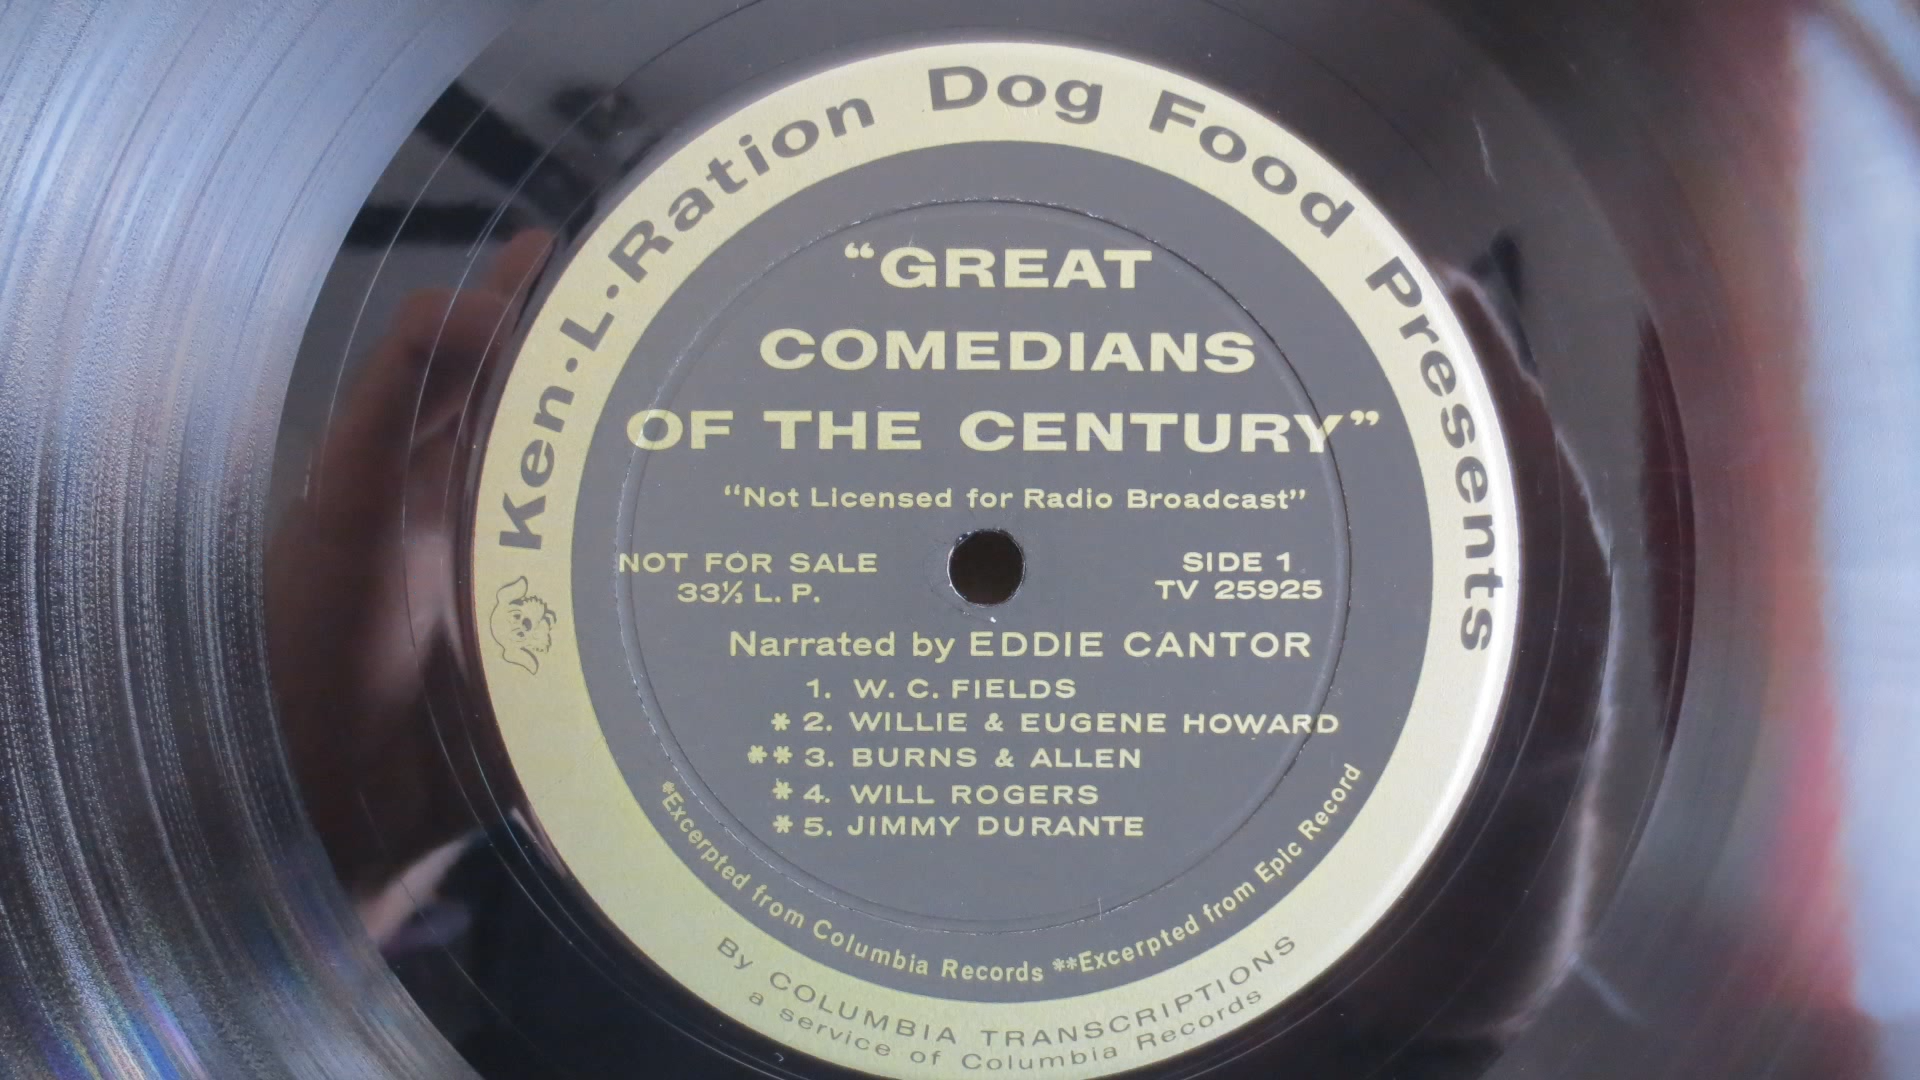 Ken·L·Ration Dog Food Presents
“GREAT
COMEDIANS
OF THE CENTURY”
“Not Licensed for Radio Broadcast”
NOT FOR SALE
33⅓ L. P.
SIDE 1
TV 25925
Narrated by EDDIE CANTOR
1. W. C. FIELDS
* 2. WILLIE & EUGENE HOWARD
** 3. BURNS & ALLEN
* 4. WILL ROGERS
* 5. JIMMY DURANTE
*Excerpted from Columbia Records **Excerpted from Epic Record
By COLUMBIA TRANSCRIPTIONS
a service of Columbia Records